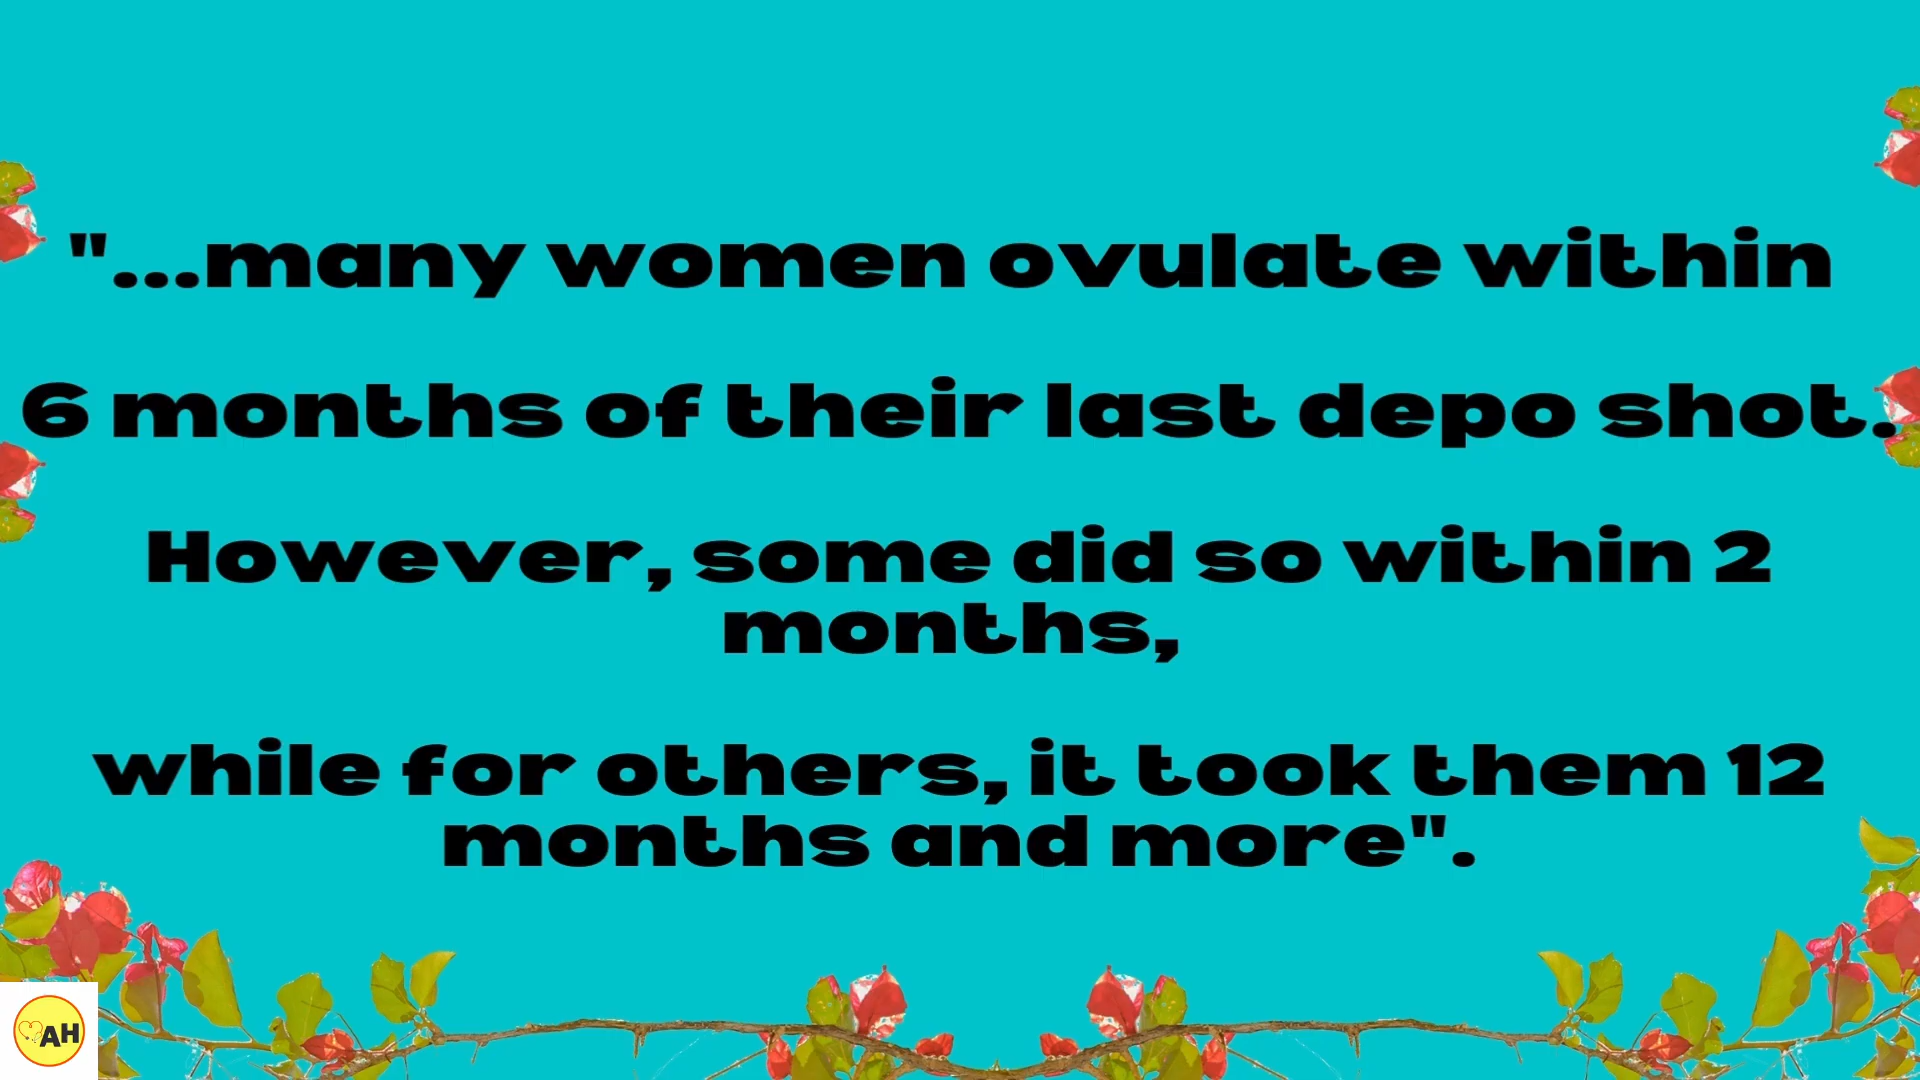 "...many women ovulate within
6 months of their last depo shot.
However, some did so within 2
months,
while for others, it took them 12
months and more".
AH